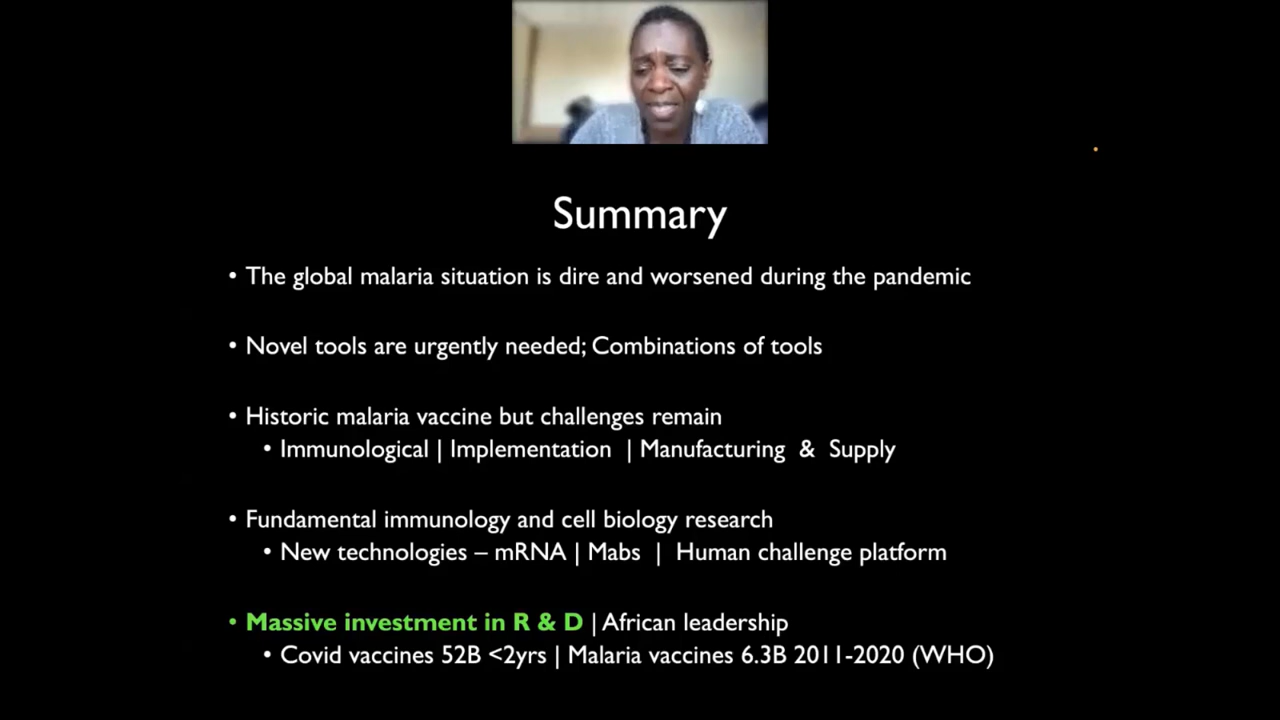 Summary
• The global malaria situation is dire and worsened during the pandemic
• Novel tools are urgently needed; Combinations of tools
• Historic malaria vaccine but challenges remain
• Immunological | Implementation | Manufacturing & Supply
• Fundamental immunology and cell biology research
• New technologies – mRNA | Mabs | Human challenge platform
• Massive investment in R & D | African leadership
• Covid vaccines 52B <2yrs | Malaria vaccines 6.3B 2011-2020 (WHO)